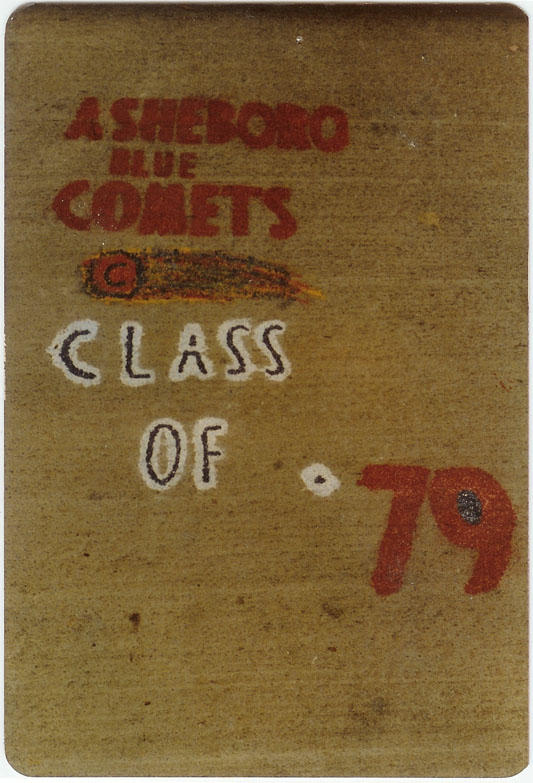 ASHEBORO
BLUE
COMETS
C
CLASS
OF
'79